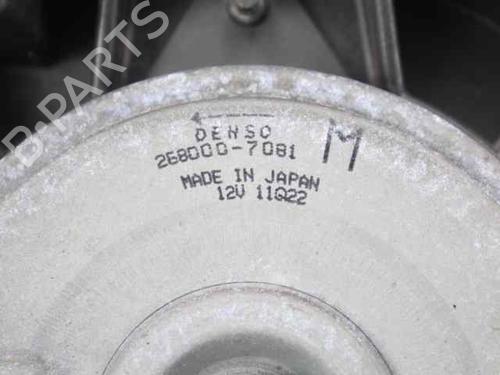 DENSO
268000-7081 M
MADE IN JAPAN
12V 11Q22
B-PARTS